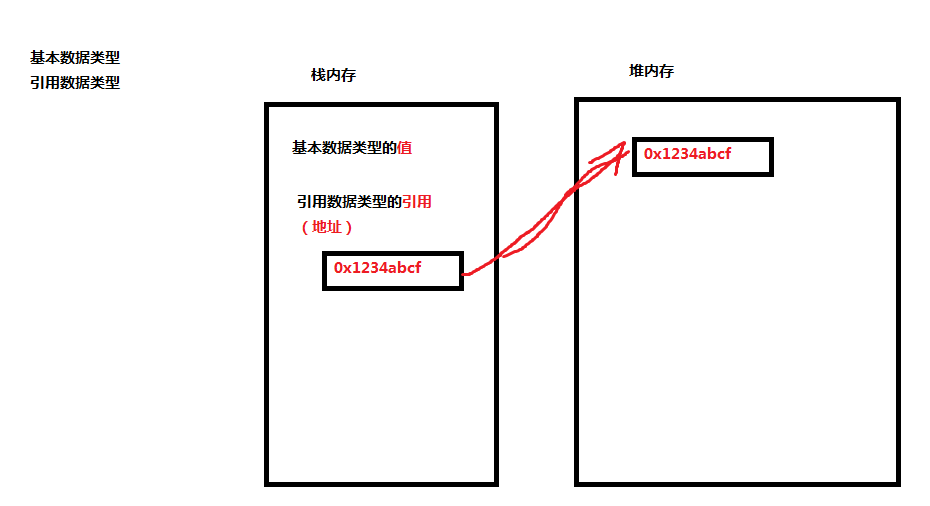 基本数据类型
引用数据类型
栈内存
堆内存
基本数据类型的值
引用数据类型的引用
（地址）
0x1234abcf
0x1234abcf